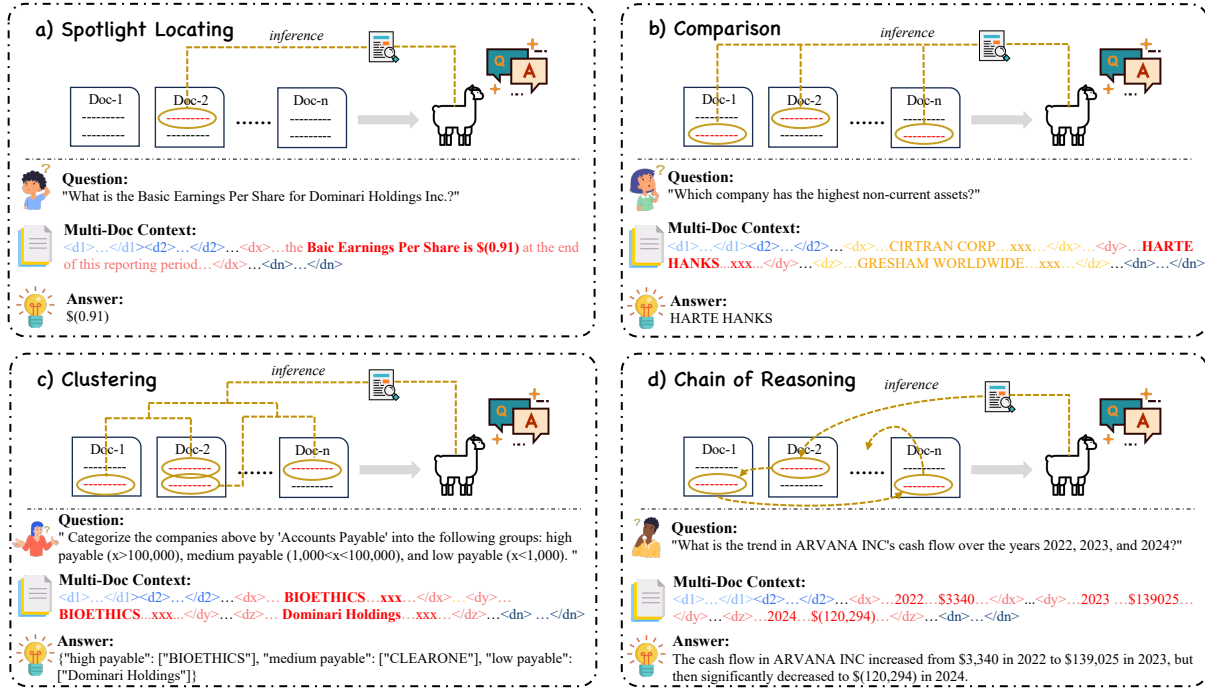 a) Spotlight Locating
inference
Doc-1
Doc-2
Doc-n
......
Q
A
Question:
"What is the Basic Earnings Per Share for Dominari Holdings Inc.?"
Multi-Doc Context:
<d1>…</d1><d2>…</d2>…<dx>…the Baic Earnings Per Share is $(0.91) at the end
of this reporting period…</dx>…<dn>…</dn>
Answer:
$(0.91)
b) Comparison
inference
Doc-1
Doc-2
Doc-n
......
Q
A
Question:
"Which company has the highest non-current assets?"
Multi-Doc Context:
<d1>…</d1><d2>…</d2>…<dx>…CIRTRAN CORP…xxx…</dx>…<dy>…HARTE
HANKS...xxx...</dy>…<dz>…GRESHAM WORLDWIDE…xxx…</dz>…<dn>…</dn>
Answer:
HARTE HANKS
c) Clustering
inference
Doc-1
Doc-2
Doc-n
......
Q
A
Question:
" Categorize the companies above by 'Accounts Payable' into the following groups: high
payable (x>100,000), medium payable (1,000<x<100,000), and low payable (x<1,000). "
Multi-Doc Context:
<d1>…</d1><d2>…</d2>…<dx>… BIOETHICS…xxx…</dx>…<dy>…
BIOETHICS...xxx…</dy>…<dz>… Dominari Holdings…xxx…</dz>…<dn> …</dn>
Answer:
{"high payable": ["BIOETHICS"], "medium payable": ["CLEARONE"], "low payable":
["Dominari Holdings"]}
d) Chain of Reasoning
inference
Doc-1
Doc-2
Doc-n
......
Q
A
Question:
"What is the trend in ARVANA INC's cash flow over the years 2022, 2023, and 2024?"
Multi-Doc Context:
<d1>…</d1><d2>…</d2>…<dx>…2022…$3340…</dx>...<dy>…2023 …$139025…
</dy>…<dz>…2024…$(120,294)…</dz>…<dn>…</dn>
Answer:
The cash flow in ARVANA INC increased from $3,340 in 2022 to $139,025 in 2023, but
then significantly decreased to $(120,294) in 2024.